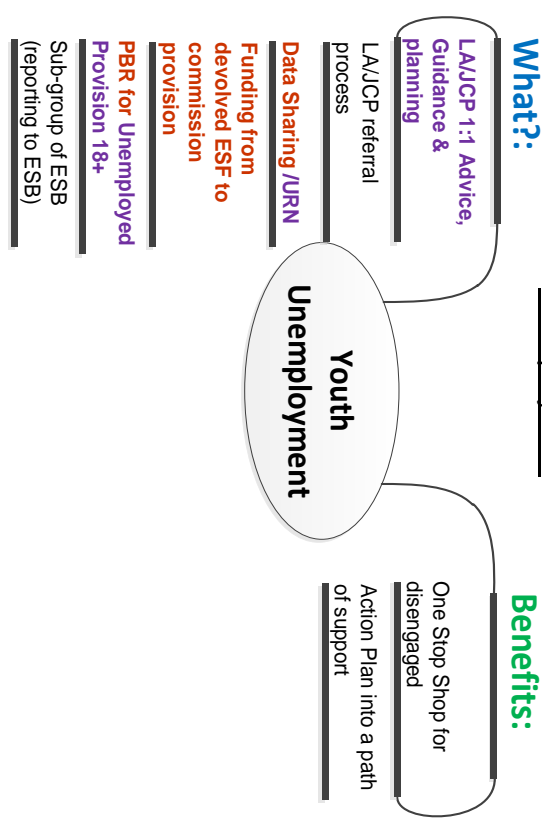 What?:
LA/JCP 1:1 Advice,
Guidance &
planning
LA/JCP referral
process
Data Sharing /URN
Funding from
devolved ESF to
commission
provision
PBR for Unemployed
Provision 18+
Sub-group of ESB
(reporting to ESB)
Youth
Unemployment
Benefits:
One Stop Shop for
disengaged
Action Plan into a path
of support